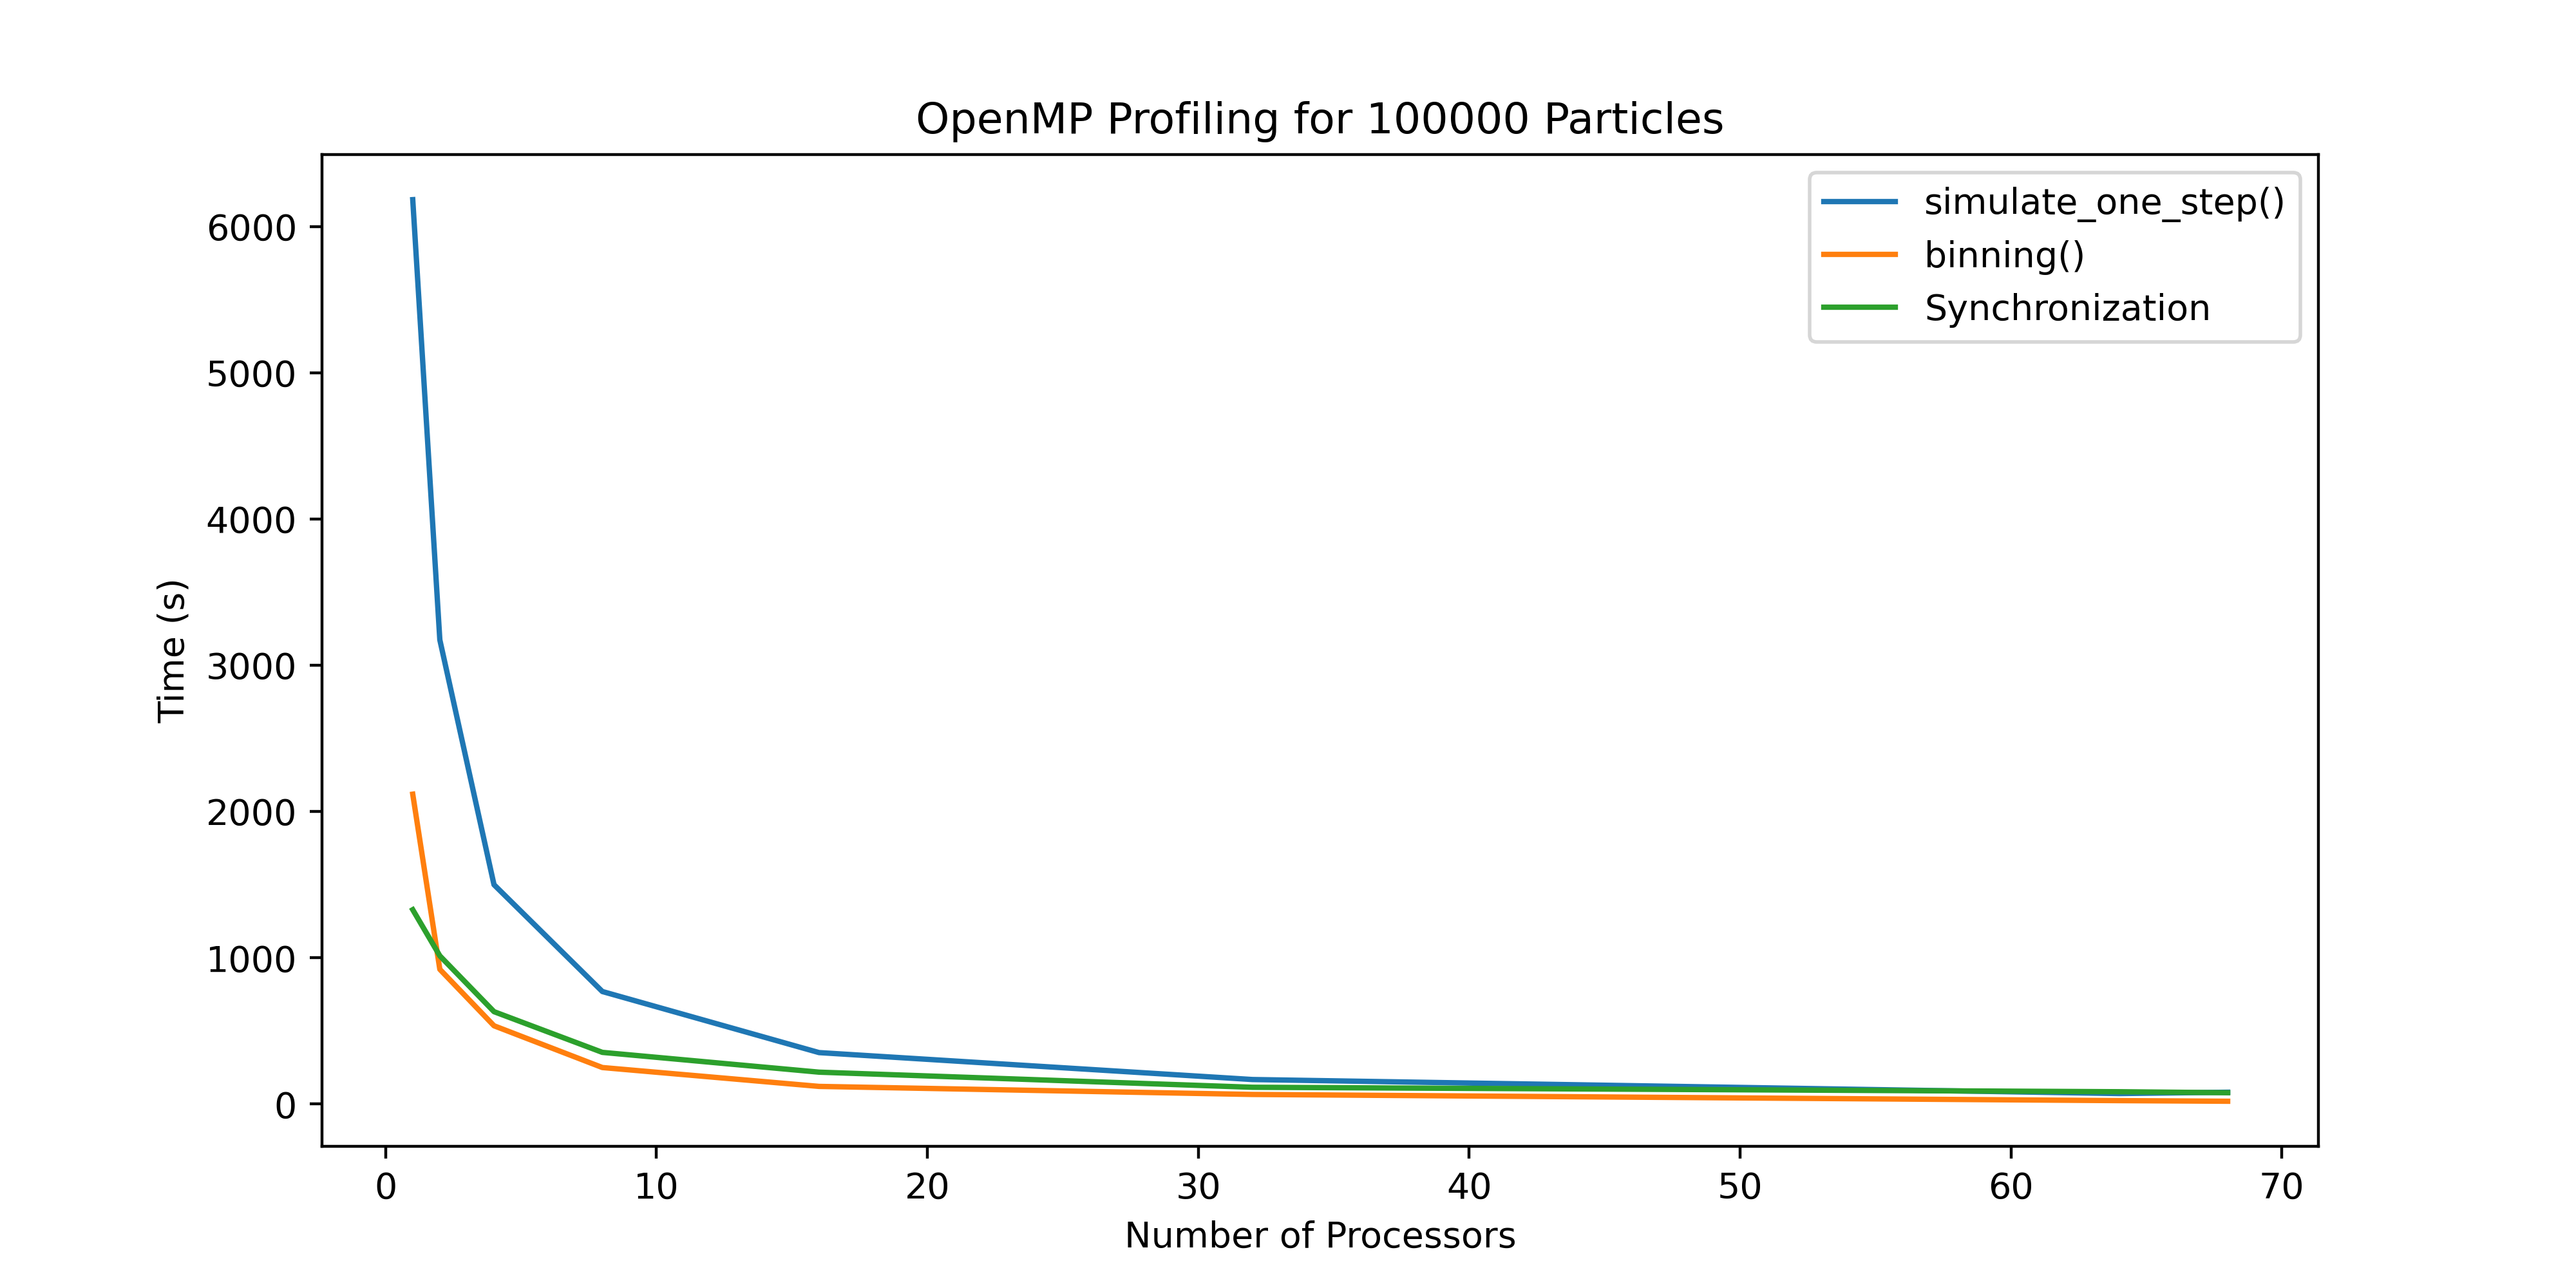 OpenMP Profiling for 100000 Particles
simulate_one_step()
binning()
Synchronization
6000
5000
4000
3000
2000
1000
0
Time (s)
0 10 20 30 40 50 60 70
Number of Processors